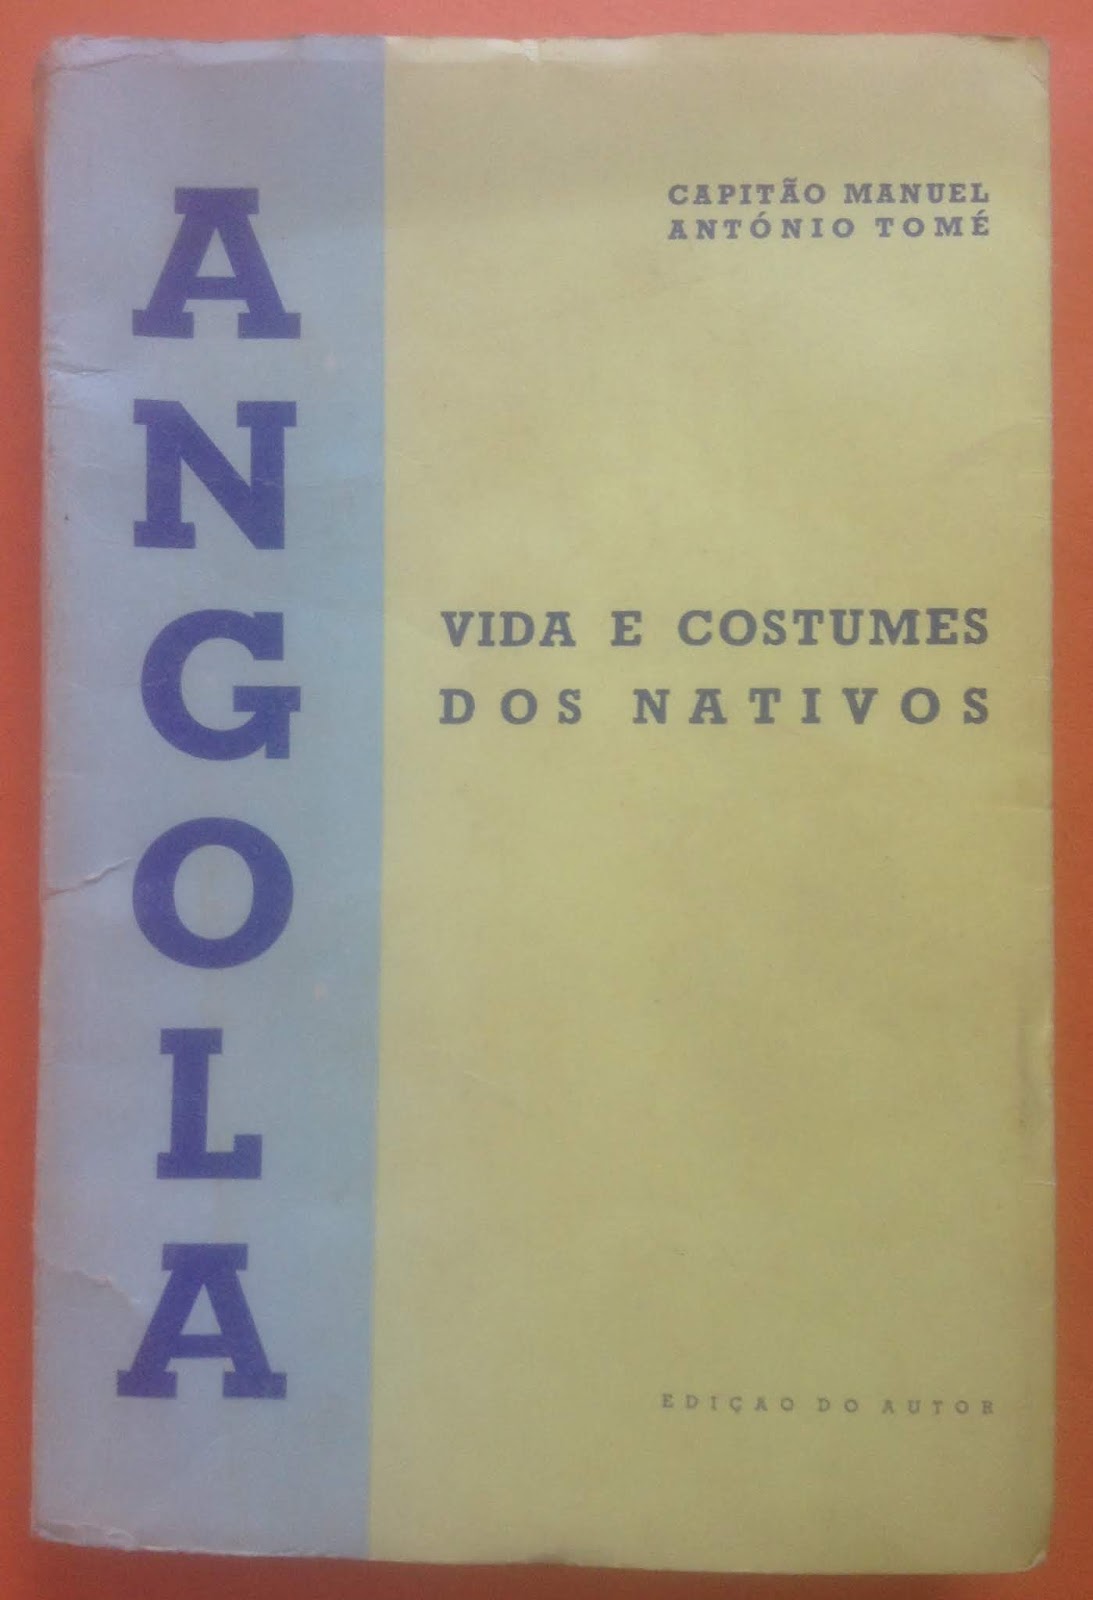 ANGOLA
CAPITÃO MANUEL
ANTÓNIO TOMÉ
VIDA E COSTUMES
DOS NATIVOS
EDIÇÃO DO AUTOR